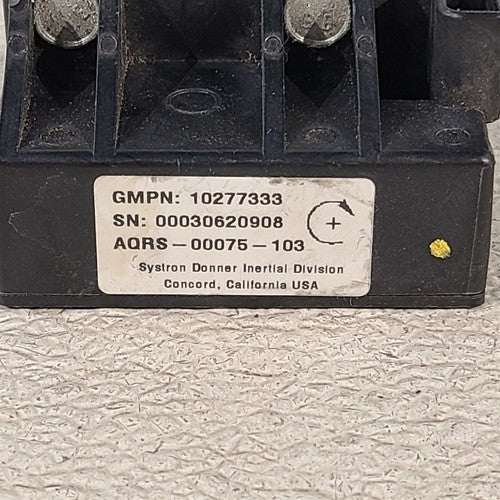 GMPN: 10277333
SN: 00030620908
AQRS-00075-103
Systron Donner Inertial Division
Concord, California USA